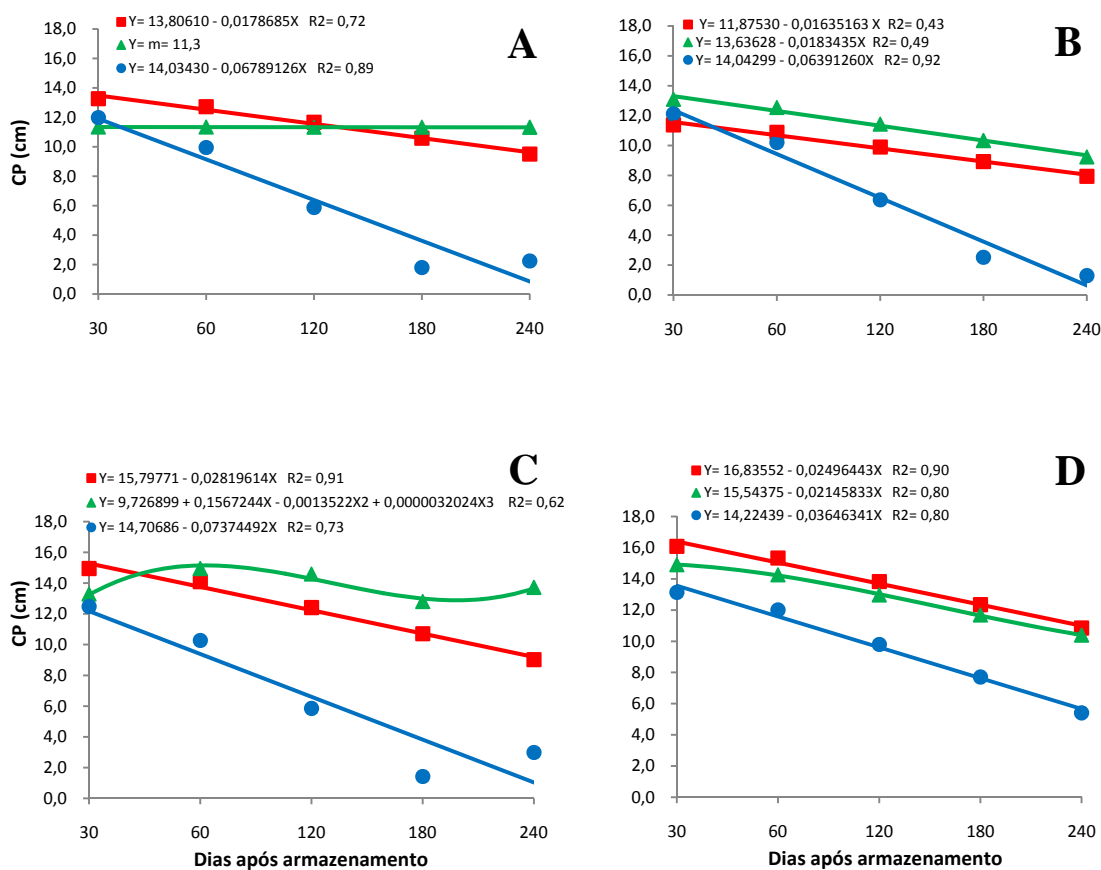 Y= 13,80610 - 0,0178685X R2= 0,72
Y= m= 11,3
Y= 14,03430 - 0,06789126X R2= 0,89
A
CP (cm)
18,0
16,0
14,0
12,0
10,0
8,0
6,0
4,0
2,0
0,0
30 60 120 180 240
Y= 11,87530 - 0,01635163 X R2= 0,43
Y= 13,63628 - 0,0183435X R2= 0,49
Y= 14,04299 - 0,06391260X R2= 0,92
B
18,0
16,0
14,0
12,0
10,0
8,0
6,0
4,0
2,0
0,0
30 60 120 180 240
Y= 15,79771 - 0,02819614X R2= 0,91
Y= 9,726899 + 0,1567244X - 0,0013522X2 + 0,0000032024X3 R2= 0,62
Y= 14,70686 - 0,07374492X R2= 0,73
C
CP (cm)
18,0
16,0
14,0
12,0
10,0
8,0
6,0
4,0
2,0
0,0
30 60 120 180 240
Dias após armazenamento
Y= 16,83552 - 0,02496443X R2= 0,90
Y= 15,54375 - 0,02145833X R2= 0,80
Y= 14,22439 - 0,03646341X R2= 0,80
D
18,0
16,0
14,0
12,0
10,0
8,0
6,0
4,0
2,0
0,0
30 60 120 180 240
Dias após armazenamento